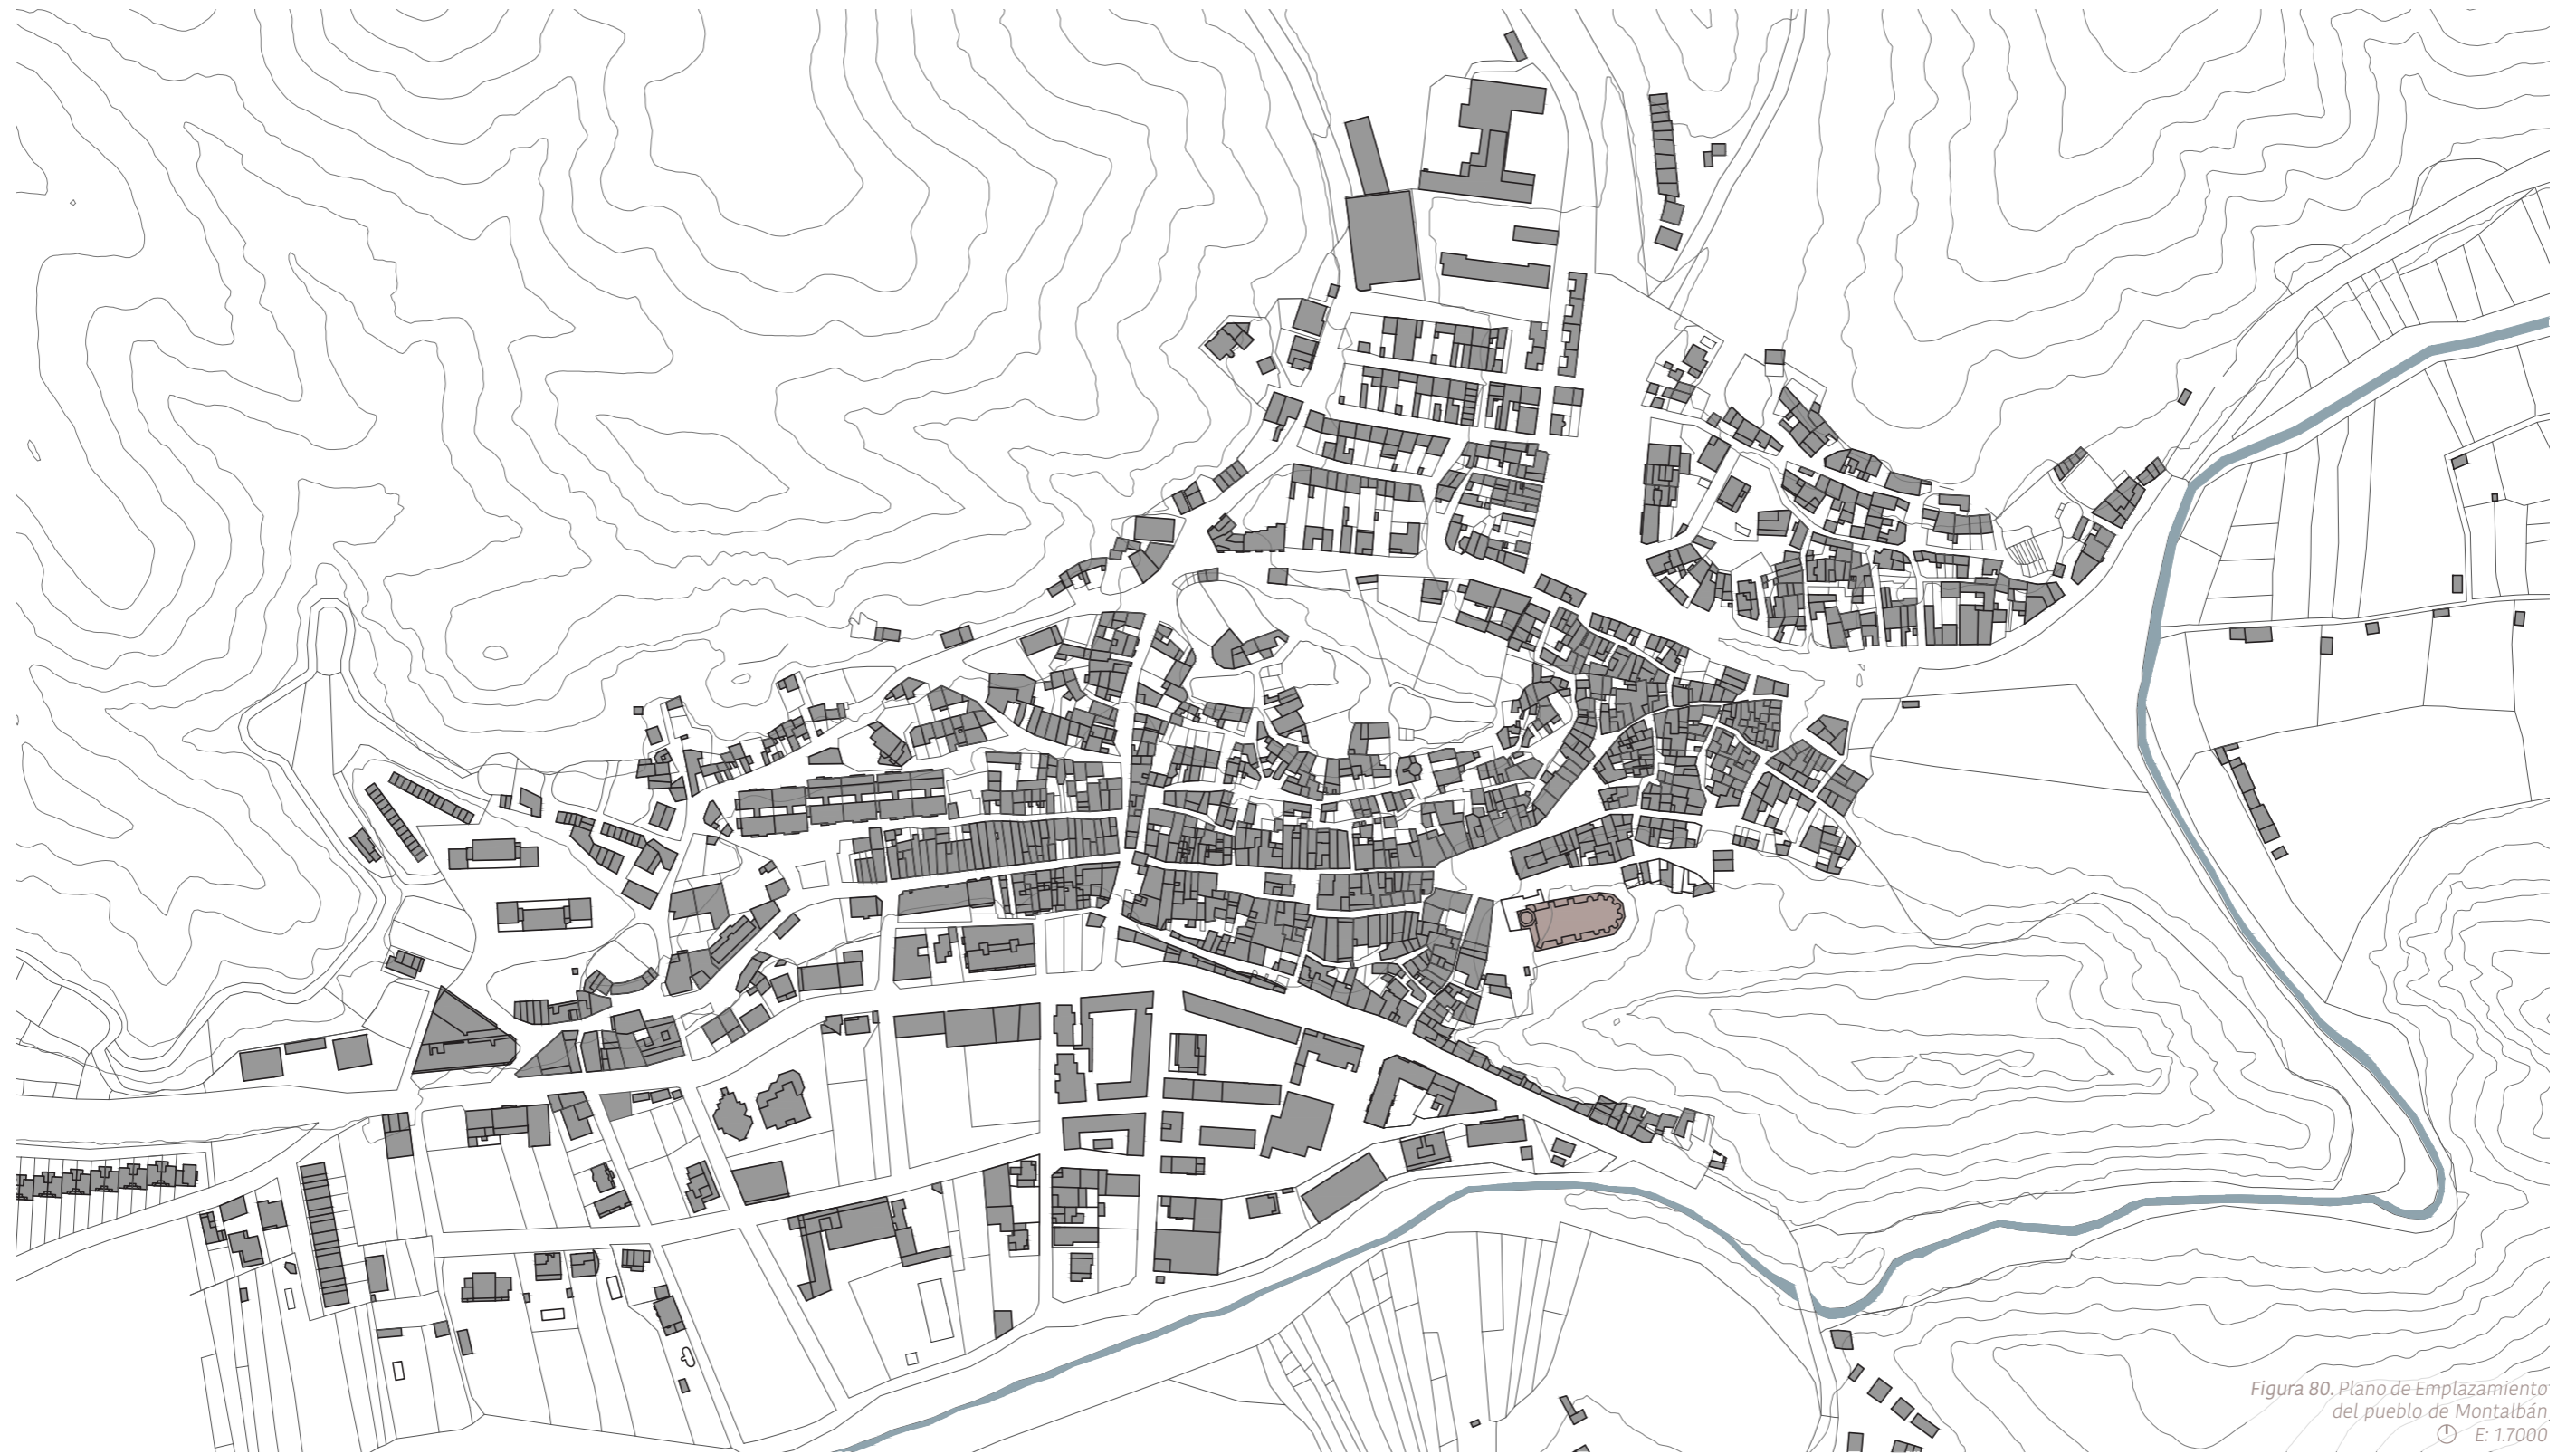 Figura 80. Plano de Emplazamiento
del pueblo de Montalbán
E: 1.7000